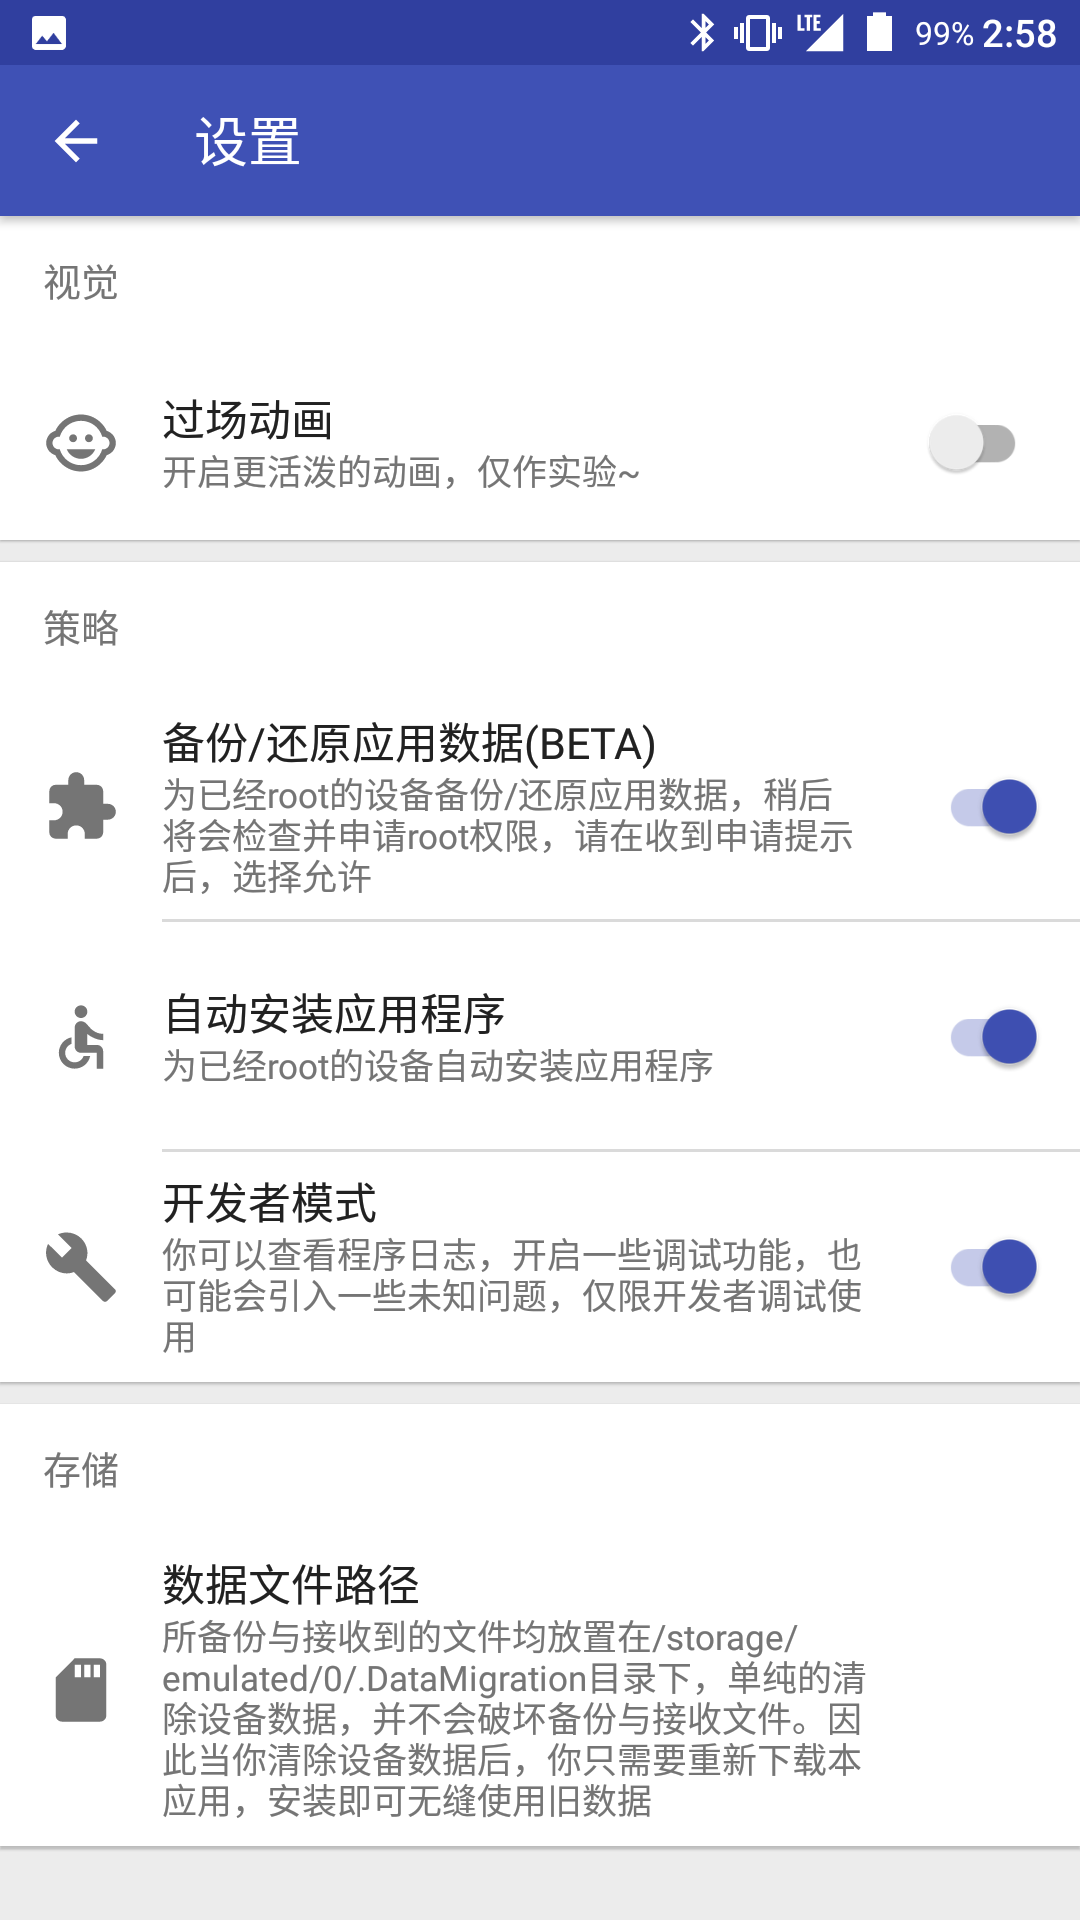 LTE 99% 2:58
设置
视觉
过场动画
开启更活泼的动画，仅作实验~
策略
备份/还原应用数据(BETA)
为已经root的设备备份/还原应用数据，稍后
将会检查并申请root权限，请在收到申请提示
后，选择允许
自动安装应用程序
为已经root的设备自动安装应用程序
开发者模式
你可以查看程序日志，开启一些调试功能，也
可能会引入一些未知问题，仅限开发者调试使
用
存储
数据文件路径
所备份与接收到的文件均放置在/storage/
emulated/0/.DataMigration目录下，单纯的清
除设备数据，并不会破坏备份与接收文件。因
此当你清除设备数据后，你只需要重新下载本
应用，安装即可无缝使用旧数据